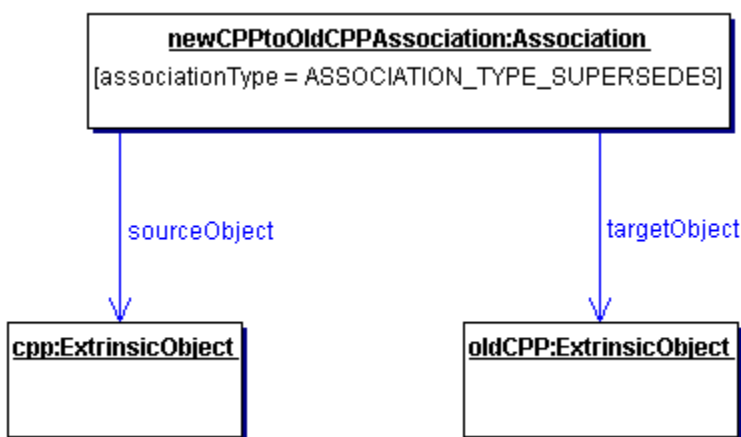 newCPPtoOldCPPAssociation:Association
[associationType = ASSOCIATION_TYPE_SUPERSEDES]
sourceObject
targetObject
cpp:ExtrinsicObject
oldCPP:ExtrinsicObject